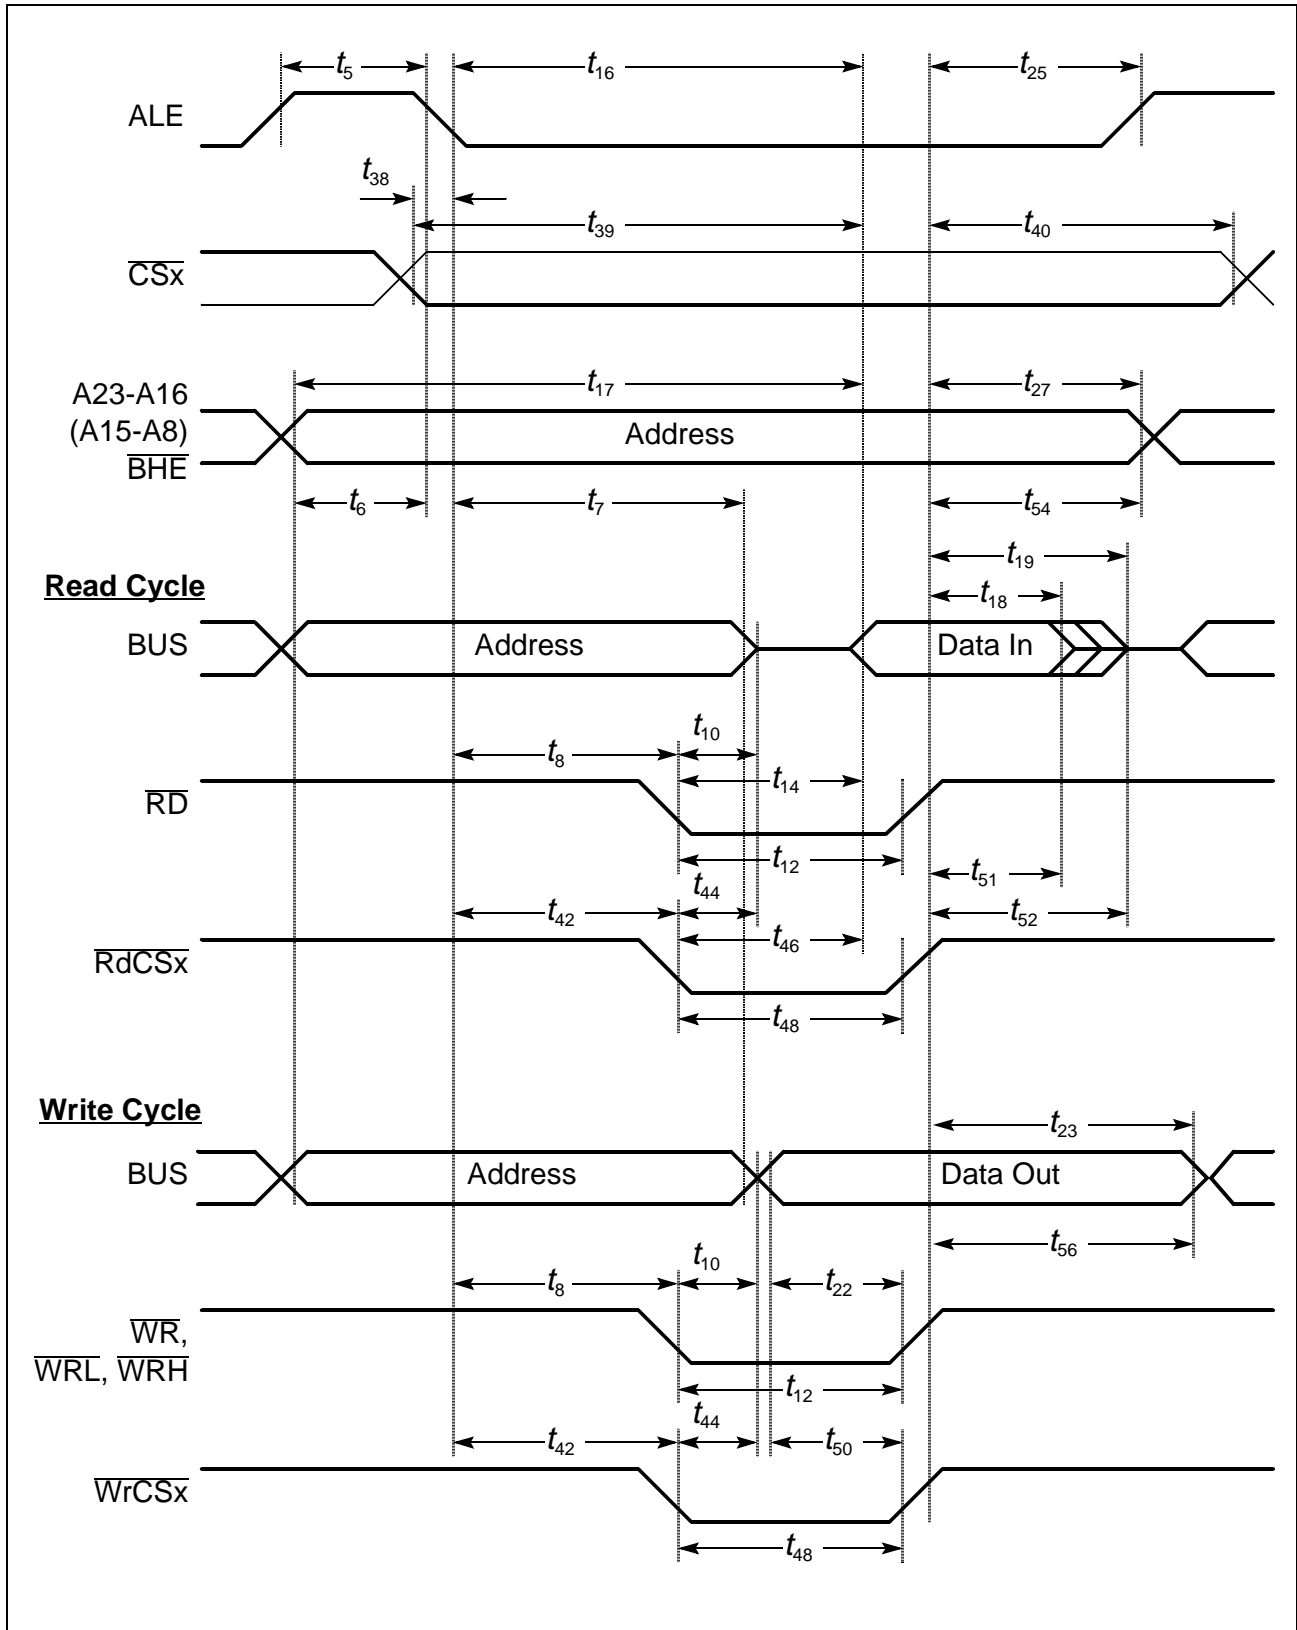 t5 t16 t25
ALE
t38
t39 t40
CSx
t17 t27
A23-A16
(A15-A8)
BHE
Address
t6 t7 t54
t19
Read Cycle
t18
BUS Address Data In
t10
t8
t14
RD
t12
t51
t44
t42 t52
t46
RdCSx
t48
Write Cycle
t23
BUS Address Data Out
t56
t10
t8 t22
WR,
WRL, WRH
t12
t44
t42 t50
WrCSx
t48